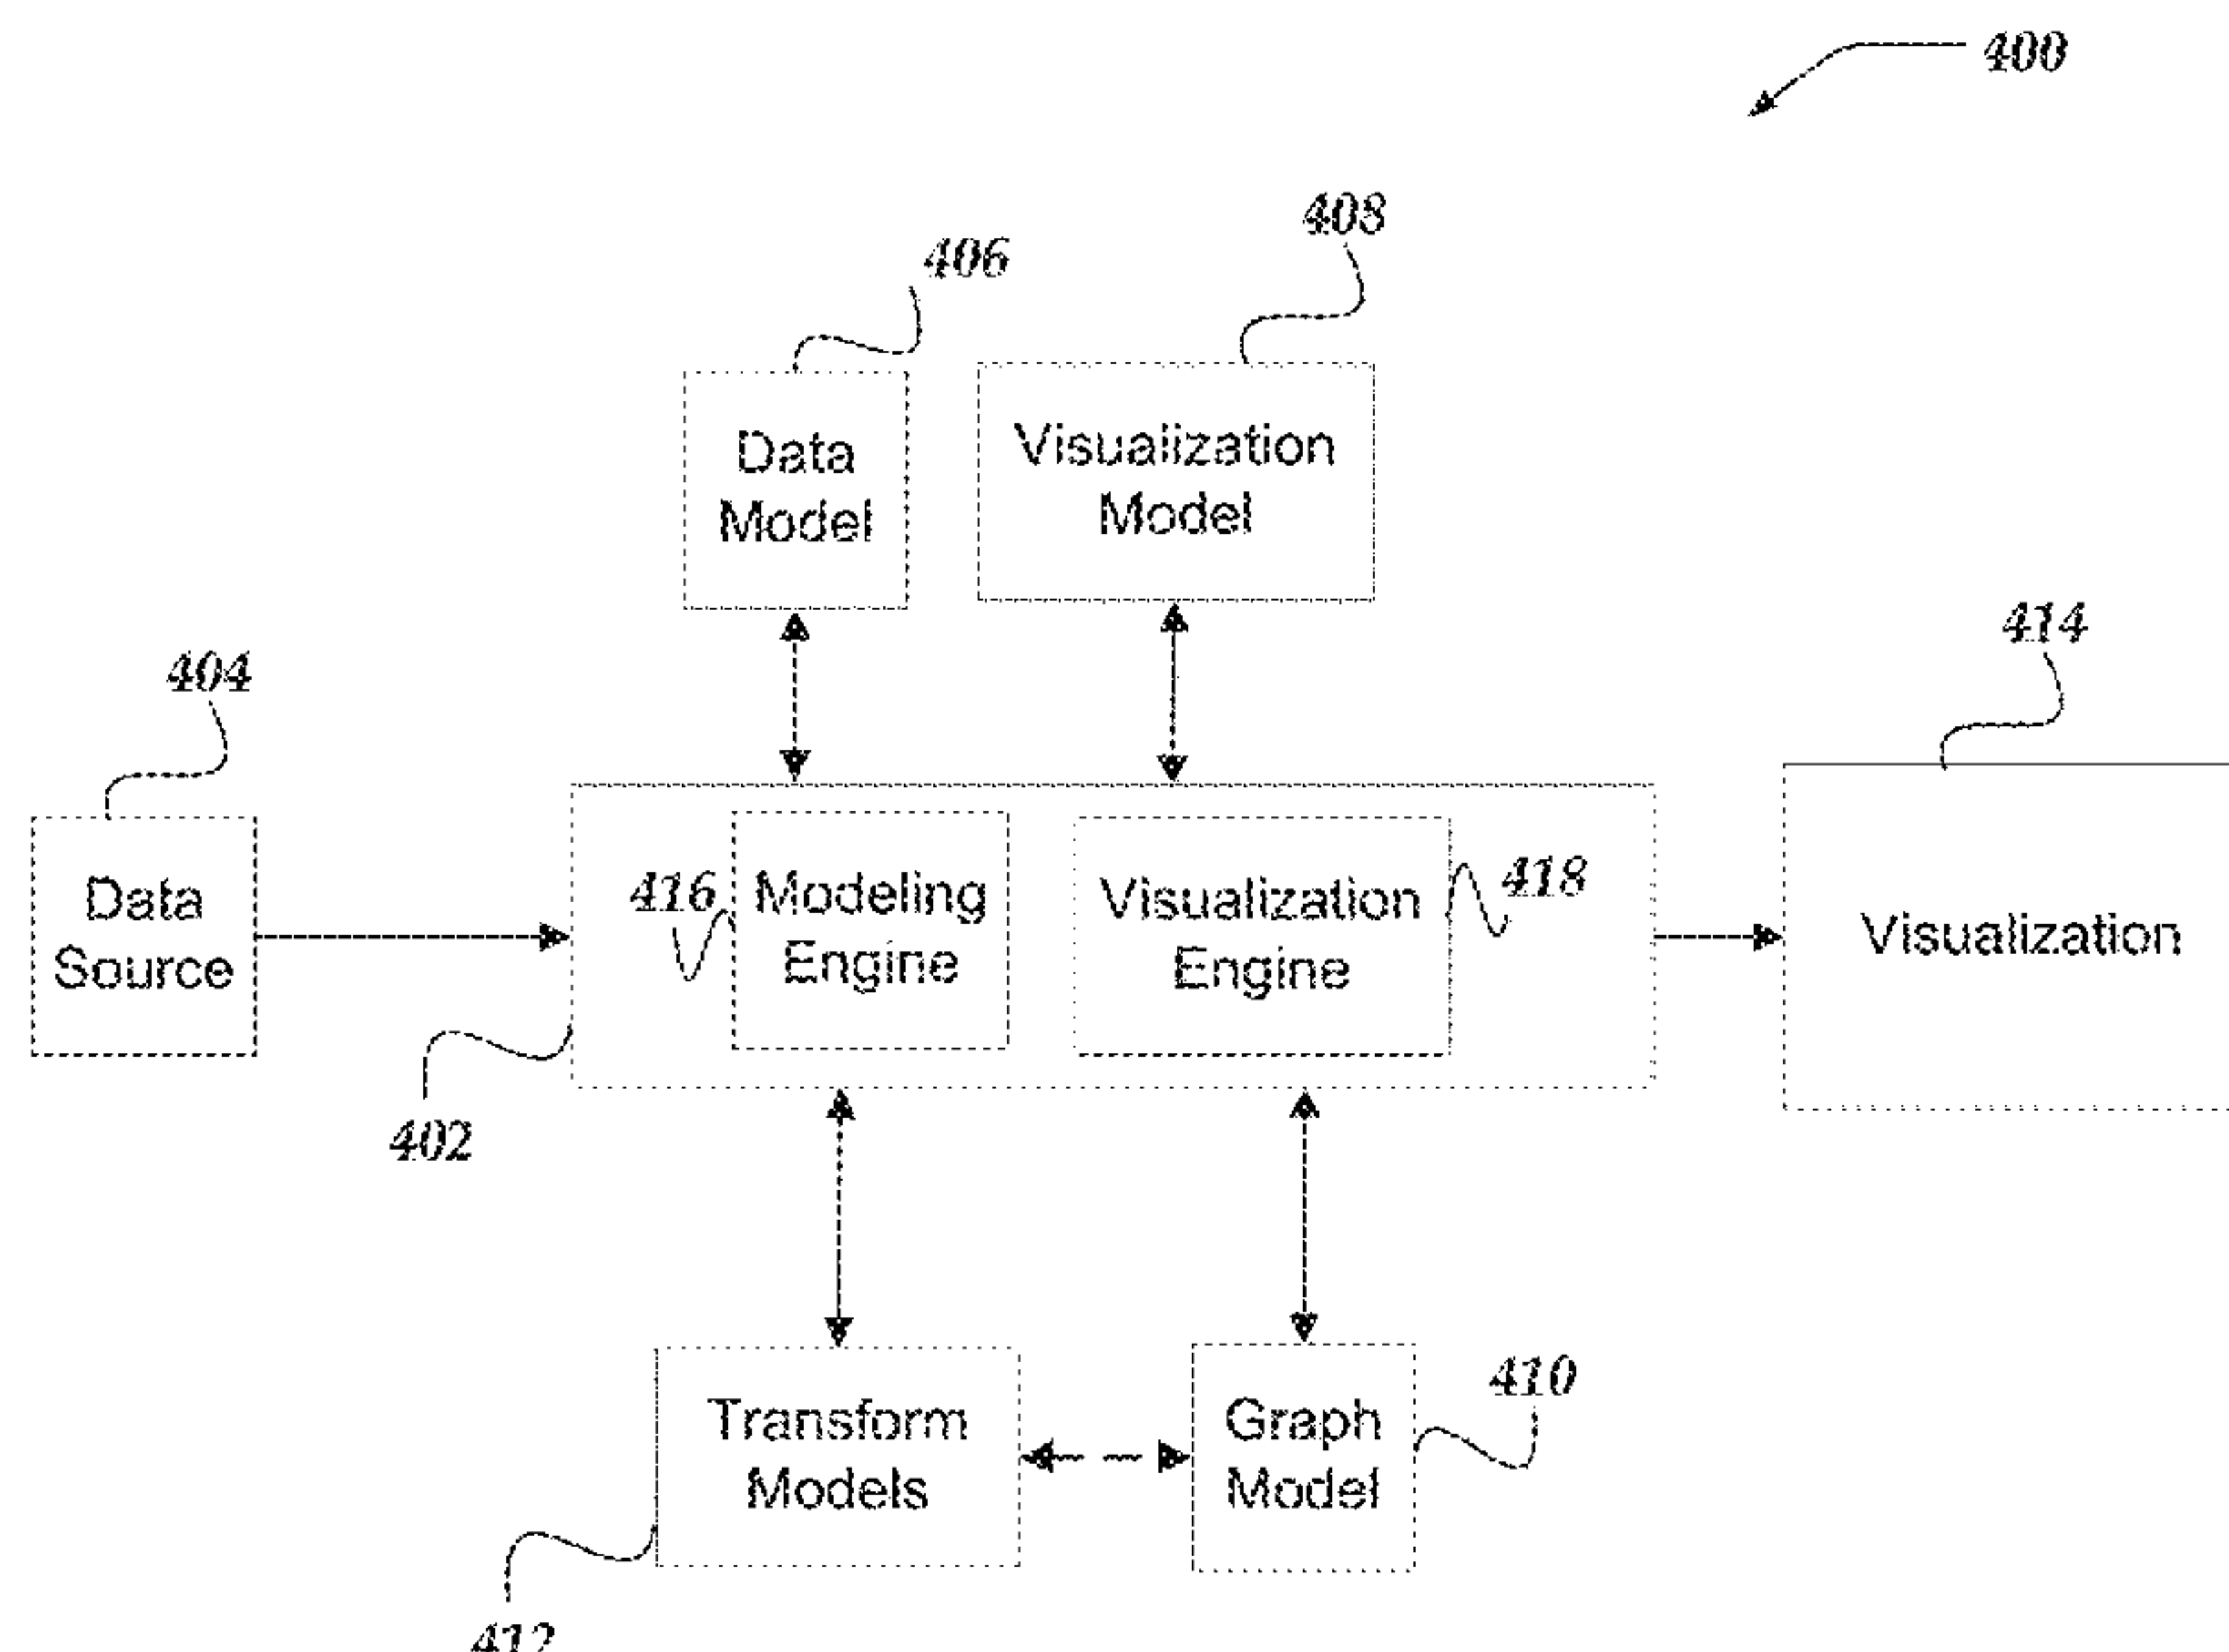 400
408
406
Data
Model
Visualization
Model
414
404
Data
Source
416
Modeling
Engine
Visualization
Engine
418
Visualization
402
Transform
Models
Graph
Model
410
412